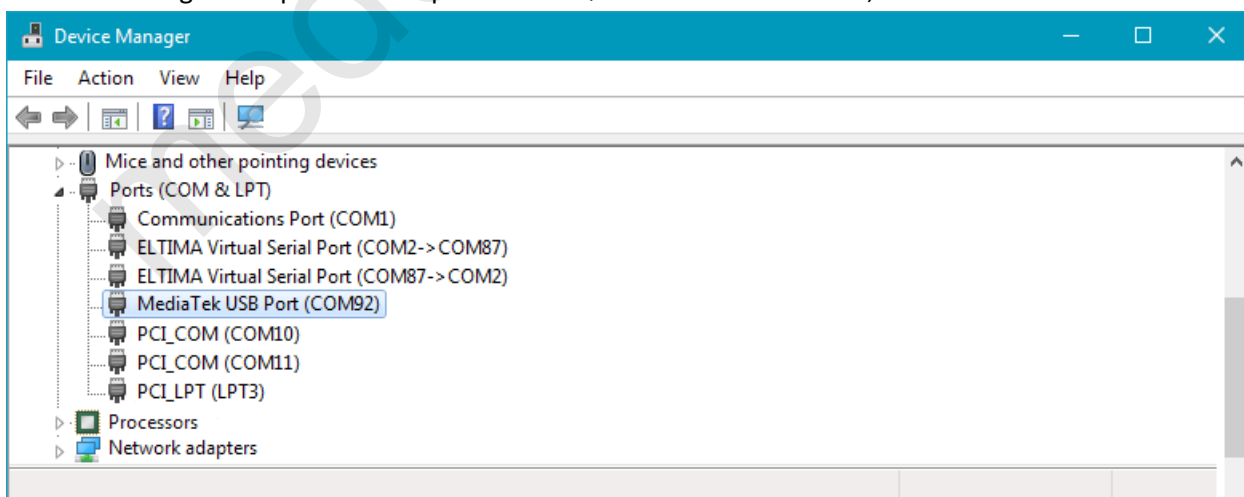 Device Manager
File Action View Help
Mice and other pointing devices
Ports (COM & LPT)
Communications Port (COM1)
ELTIMA Virtual Serial Port (COM2->COM87)
ELTIMA Virtual Serial Port (COM87->COM2)
MediaTek USB Port (COM92)
PCI_COM (COM10)
PCI_COM (COM11)
PCI_LPT (LPT3)
Processors
Network adapters